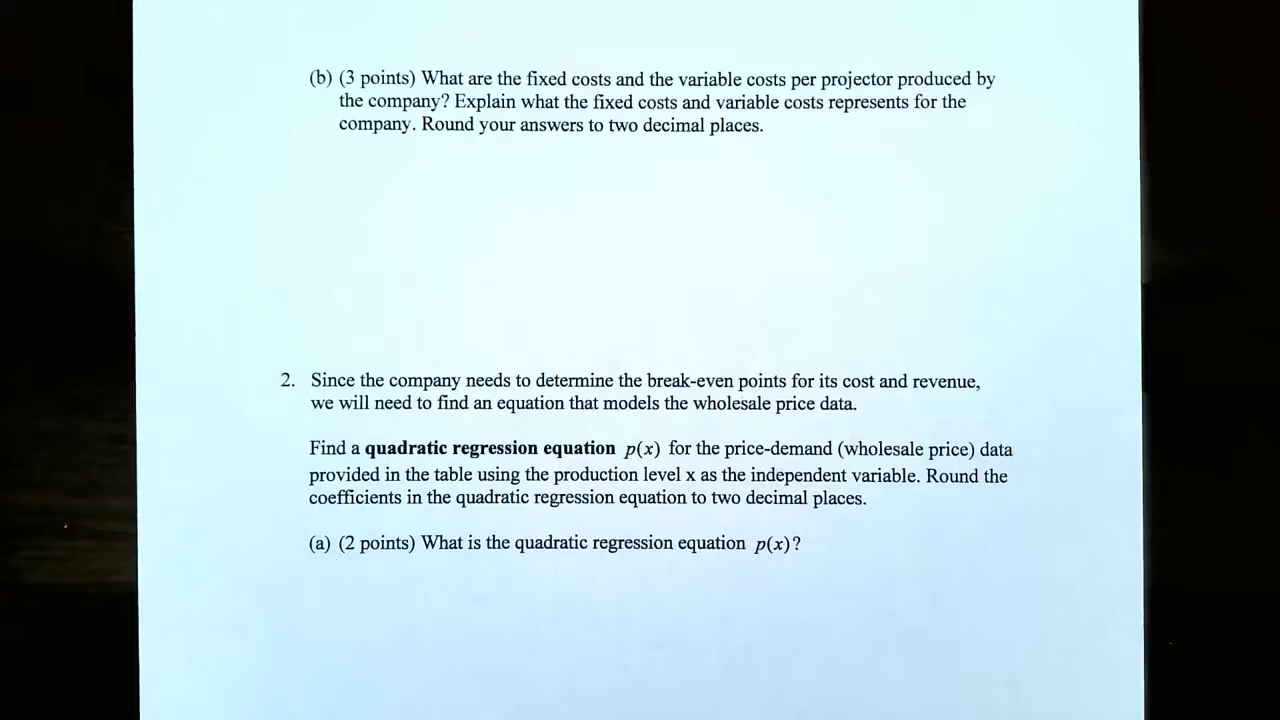 (b) (3 points) What are the fixed costs and the variable costs per projector produced by
the company? Explain what the fixed costs and variable costs represents for the
company. Round your answers to two decimal places.
2. Since the company needs to determine the break-even points for its cost and revenue,
we will need to find an equation that models the wholesale price data.
Find a quadratic regression equation p(x) for the price-demand (wholesale price) data
provided in the table using the production level x as the independent variable. Round the
coefficients in the quadratic regression equation to two decimal places.
(a) (2 points) What is the quadratic regression equation p(x)?